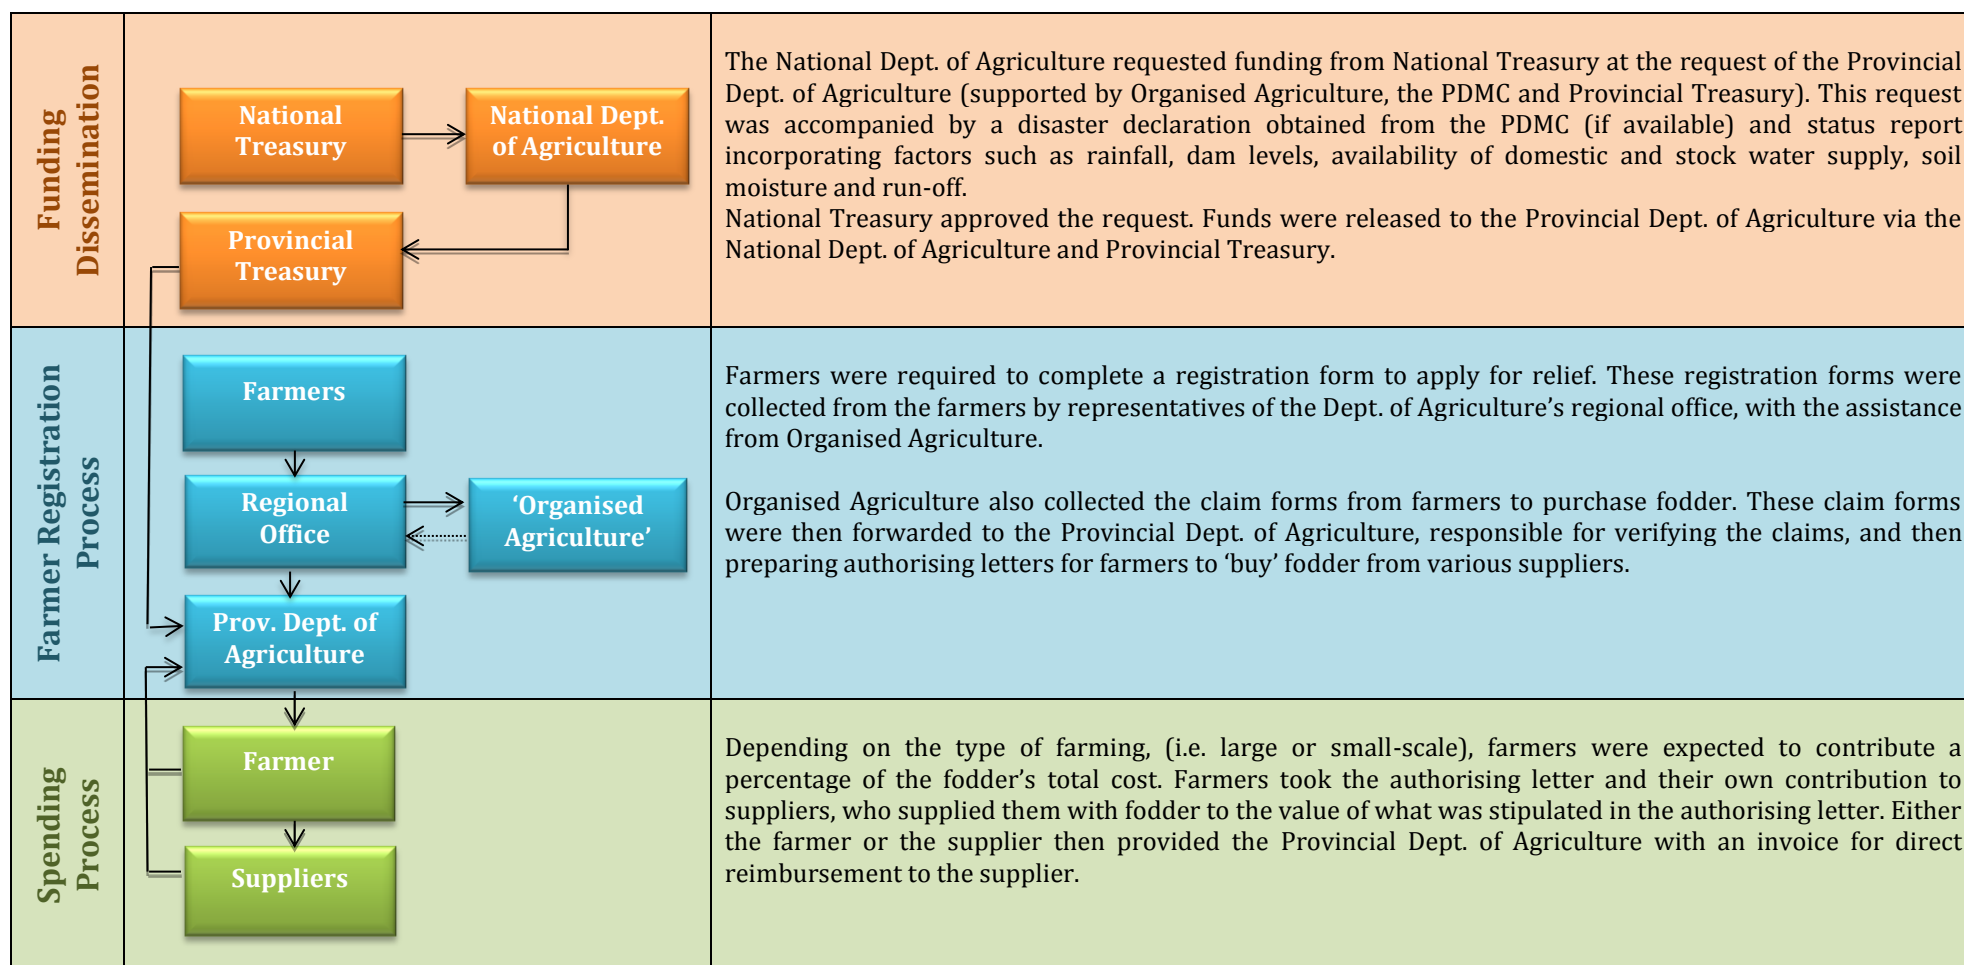 Funding
Dissemination
National
Treasury
National Dept.
of Agriculture
Provincial
Treasury
The National Dept. of Agriculture requested funding from National Treasury at the request of the Provincial
Dept. of Agriculture (supported by Organised Agriculture, the PDMC and Provincial Treasury). This request
was accompanied by a disaster declaration obtained from the PDMC (if available) and status report
incorporating factors such as rainfall, dam levels, availability of domestic and stock water supply, soil
moisture and run-off.
National Treasury approved the request. Funds were released to the Provincial Dept. of Agriculture via the
National Dept. of Agriculture and Provincial Treasury.
Farmer Registration
Process
Farmers
Regional
Office
‘Organised
Agriculture’
Prov. Dept. of
Agriculture
Farmers were required to complete a registration form to apply for relief. These registration forms were
collected from the farmers by representatives of the Dept. of Agriculture’s regional office, with the assistance
from Organised Agriculture.
Organised Agriculture also collected the claim forms from farmers to purchase fodder. These claim forms
were then forwarded to the Provincial Dept. of Agriculture, responsible for verifying the claims, and then
preparing authorising letters for farmers to ‘buy’ fodder from various suppliers.
Spending
Process
Farmer
Suppliers
Depending on the type of farming, (i.e. large or small-scale), farmers were expected to contribute a
percentage of the fodder’s total cost. Farmers took the authorising letter and their own contribution to
suppliers, who supplied them with fodder to the value of what was stipulated in the authorising letter. Either
the farmer or the supplier then provided the Provincial Dept. of Agriculture with an invoice for direct
reimbursement to the supplier.